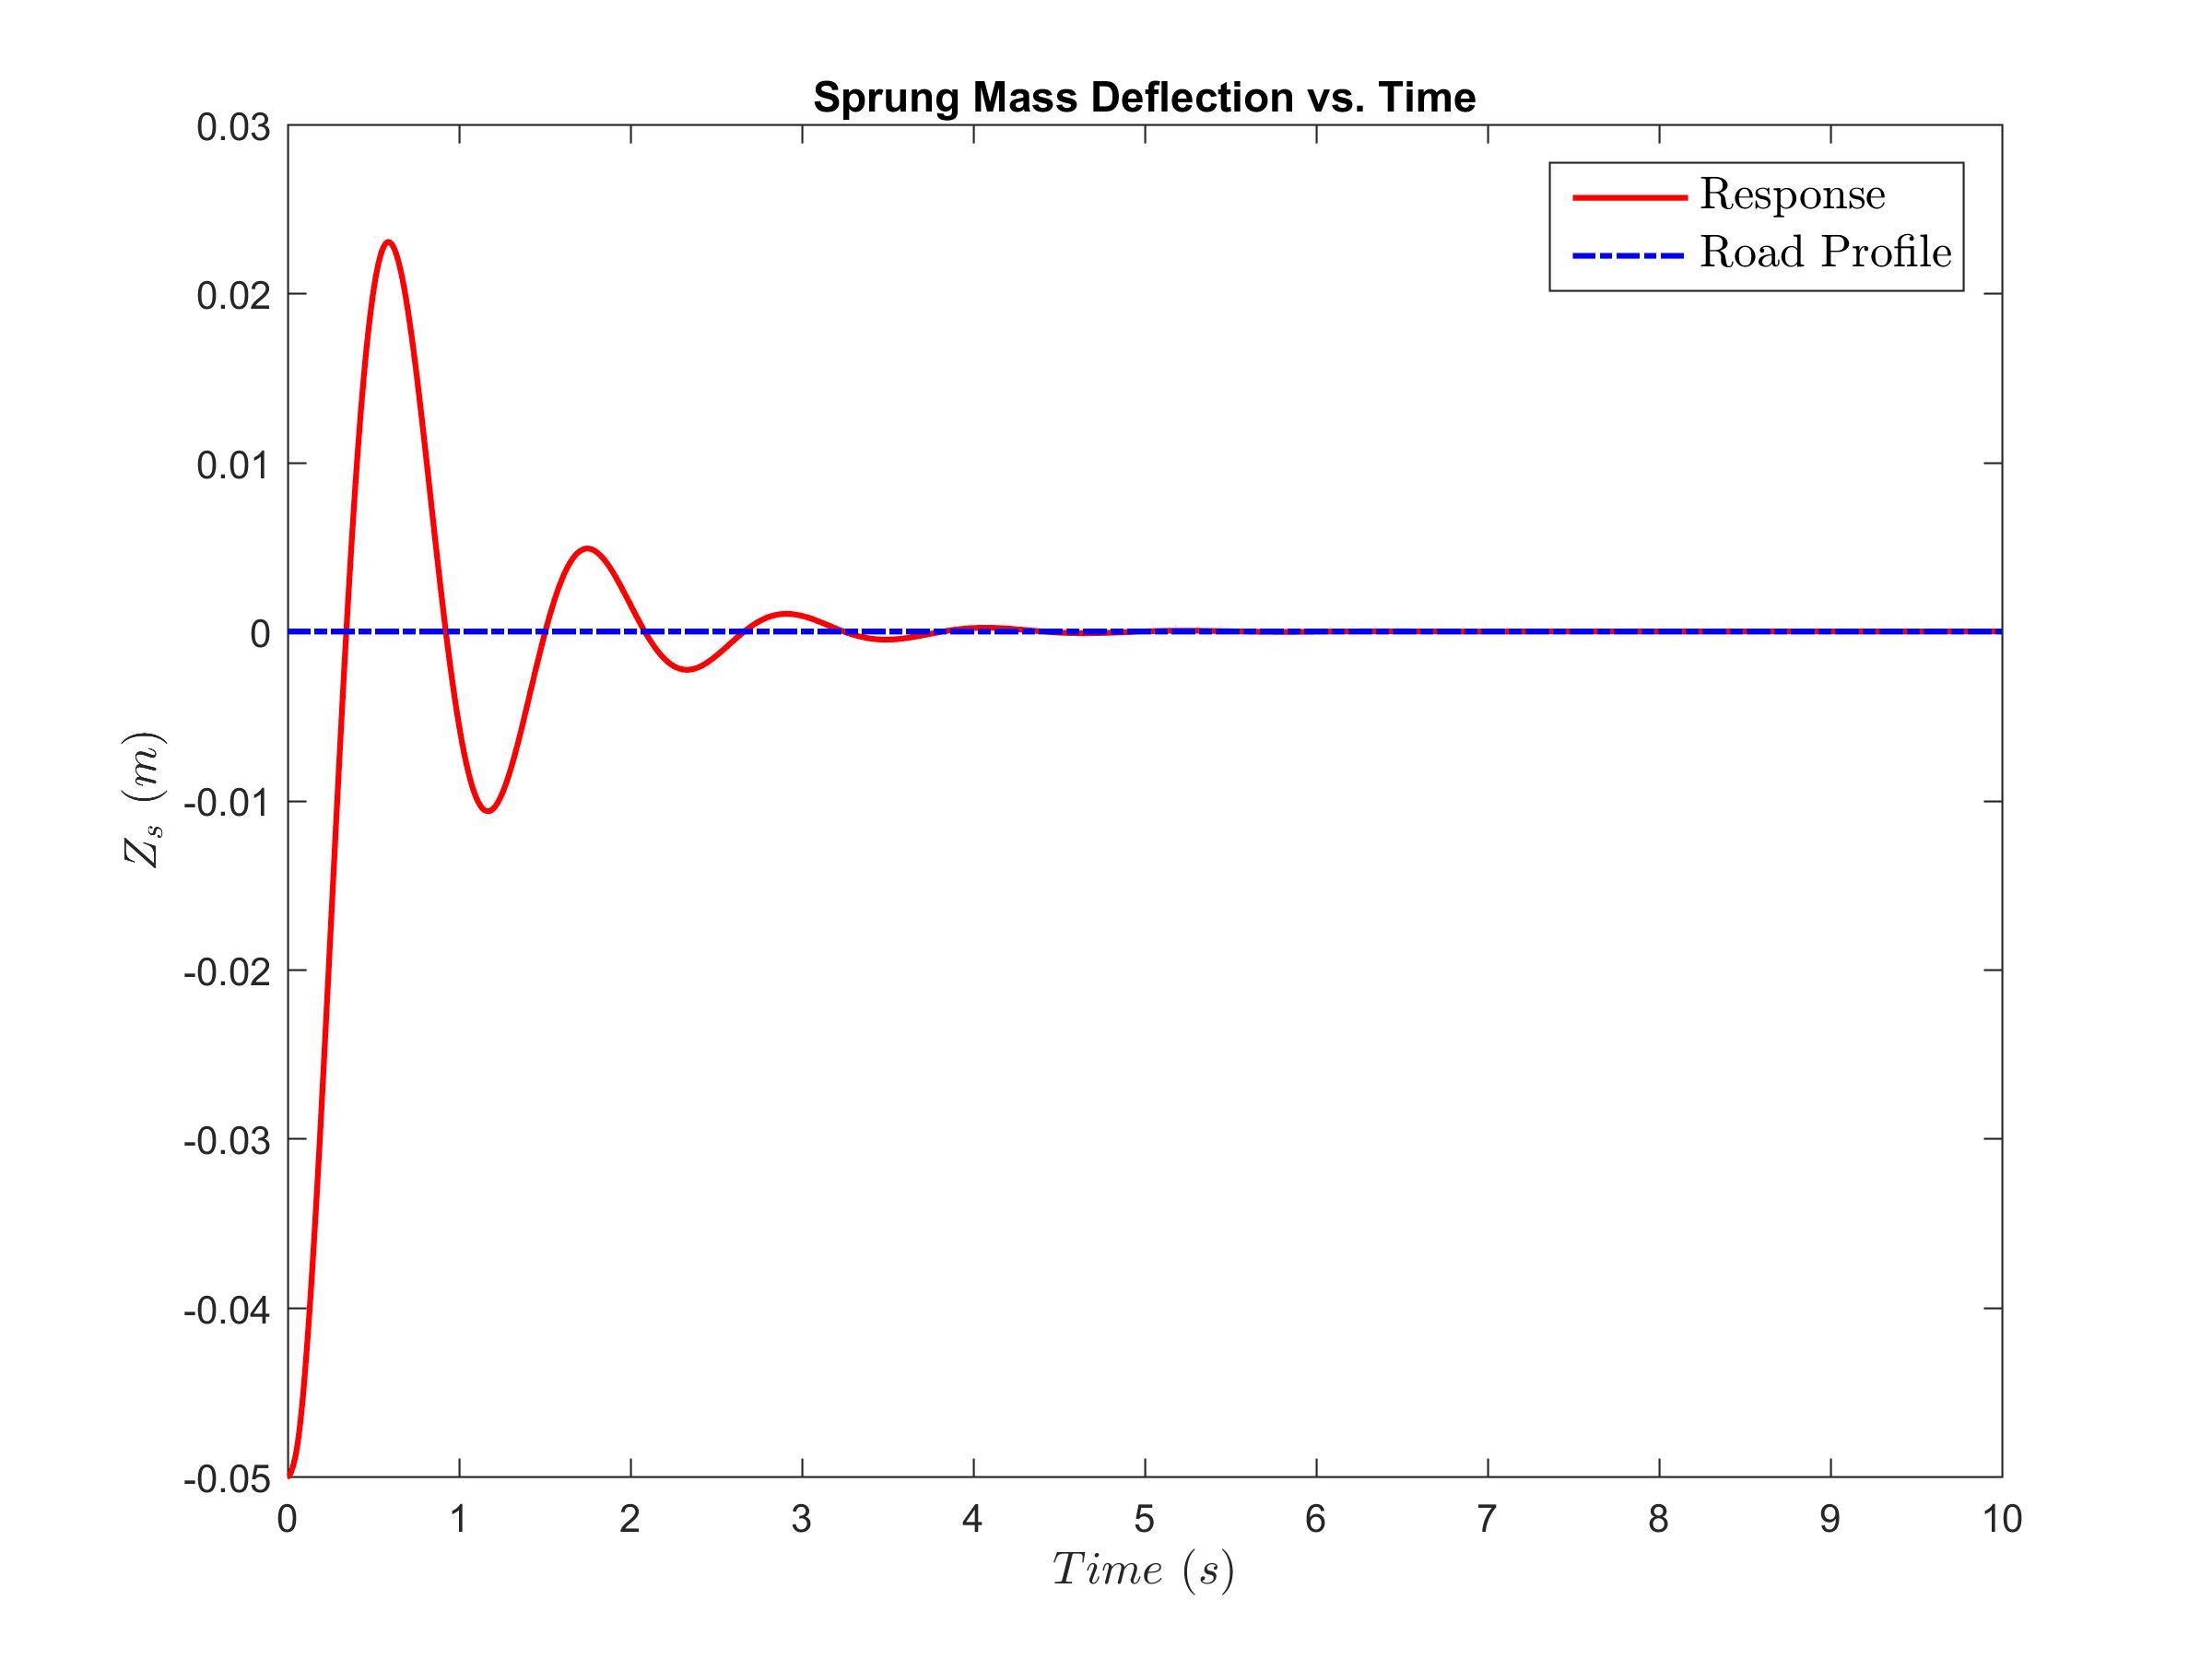 Sprung Mass Deflection vs. Time
0.03
0.02
0.01
0
-0.01
-0.02
-0.03
-0.04
-0.05
Z_s (m)
Response
Road Profile
0 1 2 3 4 5 6 7 8 9 10
Time (s)